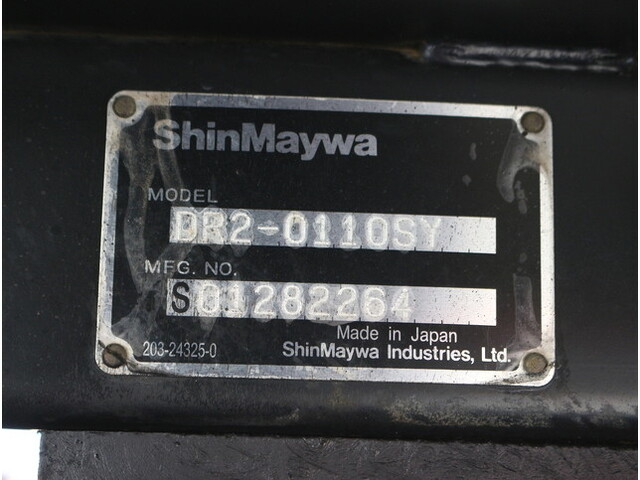 ShinMaywa
MODEL
DR2-0110SY
MFG. NO.
S01282264
Made in Japan
203-24325-0
ShinMaywa Industries, Ltd.